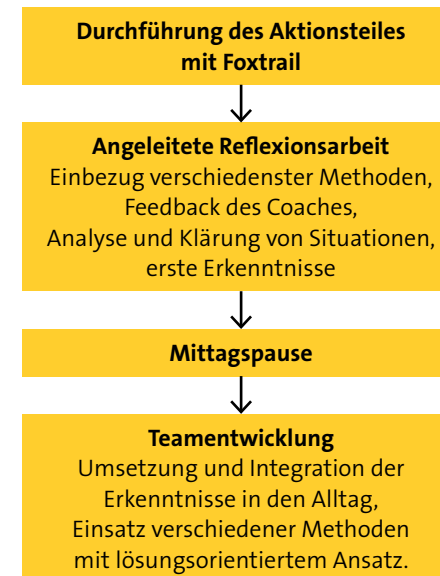 Durchführung des Aktionsteiles
mit Foxtrail
Angeleitete Reflexionsarbeit
Einbezug verschiedenster Methoden,
Feedback des Coaches,
Analyse und Klärung von Situationen,
erste Erkenntnisse
Mittagspause
Teamentwicklung
Umsetzung und Integration der
Erkenntnisse in den Alltag,
Einsatz verschiedener Methoden
mit lösungsorientiertem Ansatz.